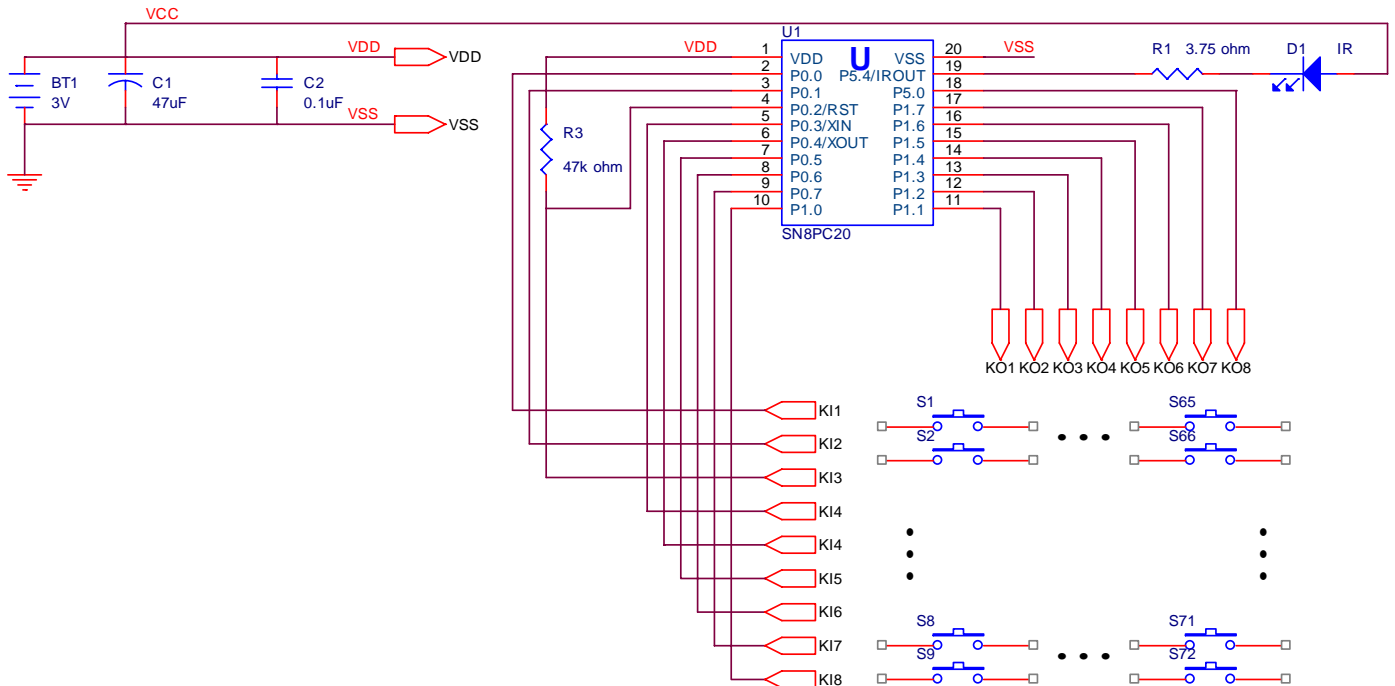 VCC
VDD
VDD
BT1
3V
C1
47uF
C2
0.1uF
VSS
VSS
VDD
R3
47k ohm
U1
U
1 VDD
2 P0.0
3 P0.1
4 P0.2/RST
5 P0.3/XIN
6 P0.4/XOUT
7 P0.5
8 P0.6
9 P0.7
10 P1.0
VSS 20
P5.4/IROUT 19
P5.0 18
P1.7 17
P1.6 16
P1.5 15
P1.4 14
P1.3 13
P1.2 12
P1.1 11
SN8PC20
VSS
R1 3.75 ohm
D1 IR
KO1 KO2 KO3 KO4 KO5 KO6 KO7 KO8
KI1
KI2
KI3
KI4
KI4
KI5
KI6
KI7
KI8
S1 S65
S2 S66
S8 S71
S9 S72